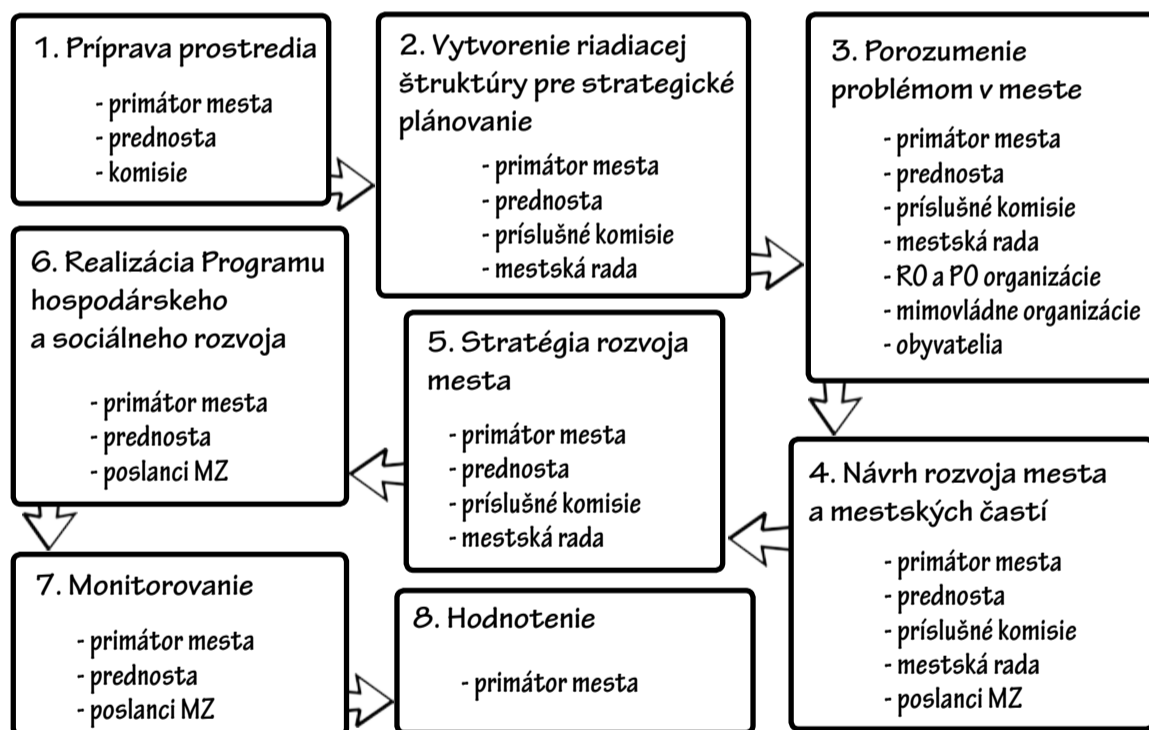 1. Príprava prostredia
- primátor mesta
- prednosta
- komisie
2. Vytvorenie riadiacej
štruktúry pre strategické
plánovanie
- primátor mesta
- prednosta
- príslušné komisie
- mestská rada
3. Porozumenie
problémom v meste
- primátor mesta
- prednosta
- príslušné komisie
- mestská rada
- RO a PO organizácie
- mimovládne organizácie
- obyvatelia
4. Návrh rozvoja mesta
a mestských častí
- primátor mesta
- prednosta
- príslušné komisie
- mestská rada
- poslanci MZ
5. Stratégia rozvoja
mesta
- primátor mesta
- prednosta
- príslušné komisie
- mestská rada
6. Realizácia Programu
hospodárskeho
a sociálneho rozvoja
- primátor mesta
- prednosta
- poslanci MZ
7. Monitorovanie
- primátor mesta
- prednosta
- poslanci MZ
8. Hodnotenie
- primátor mesta